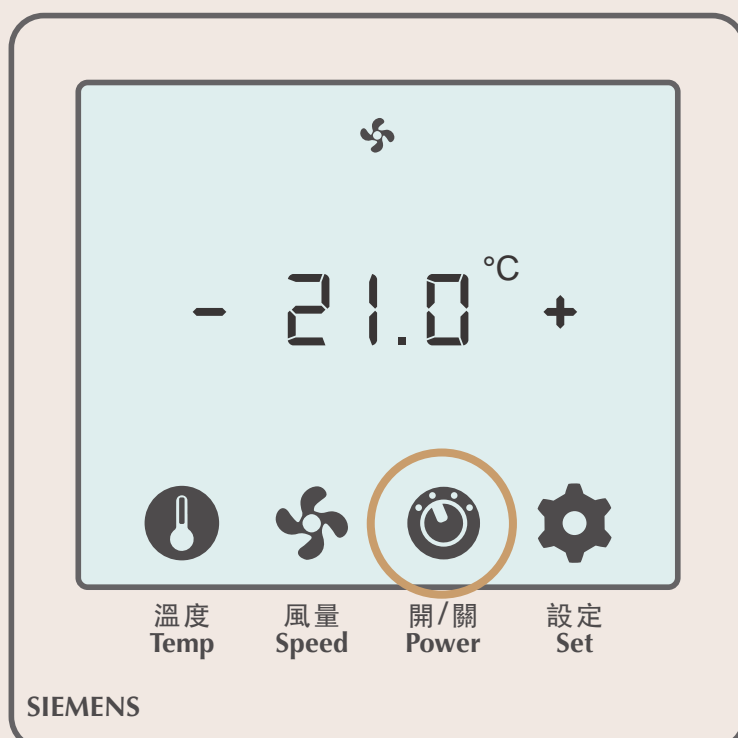 - 21.0 °C +
溫度 風量 開/關 設定
Temp Speed Power Set
SIEMENS